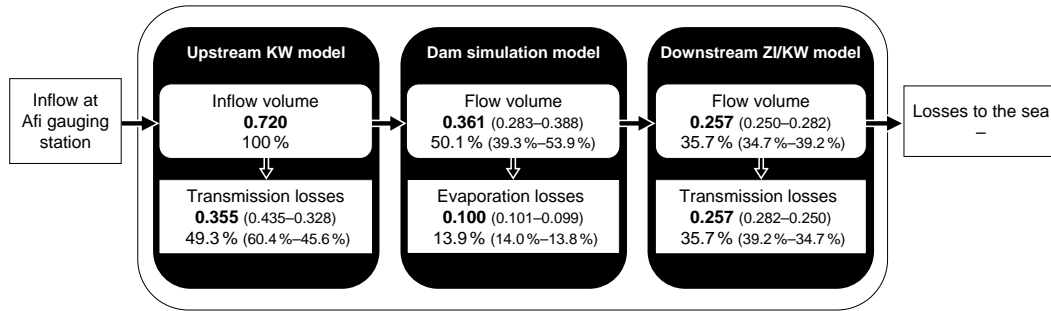 Inflow at
Afi gauging
station
Upstream KW model
Inflow volume
0.720
100 %
Transmission losses
0.355 (0.435–0.328)
49.3 % (60.4 %–45.6 %)
Dam simulation model
Flow volume
0.361 (0.283–0.388)
50.1 % (39.3 %–53.9 %)
Evaporation losses
0.100 (0.101–0.099)
13.9 % (14.0 %–13.8 %)
Downstream ZI/KW model
Flow volume
0.257 (0.250–0.282)
35.7 % (34.7 %–39.2 %)
Transmission losses
0.257 (0.282–0.250)
35.7 % (39.2 %–34.7 %)
Losses to the sea
–